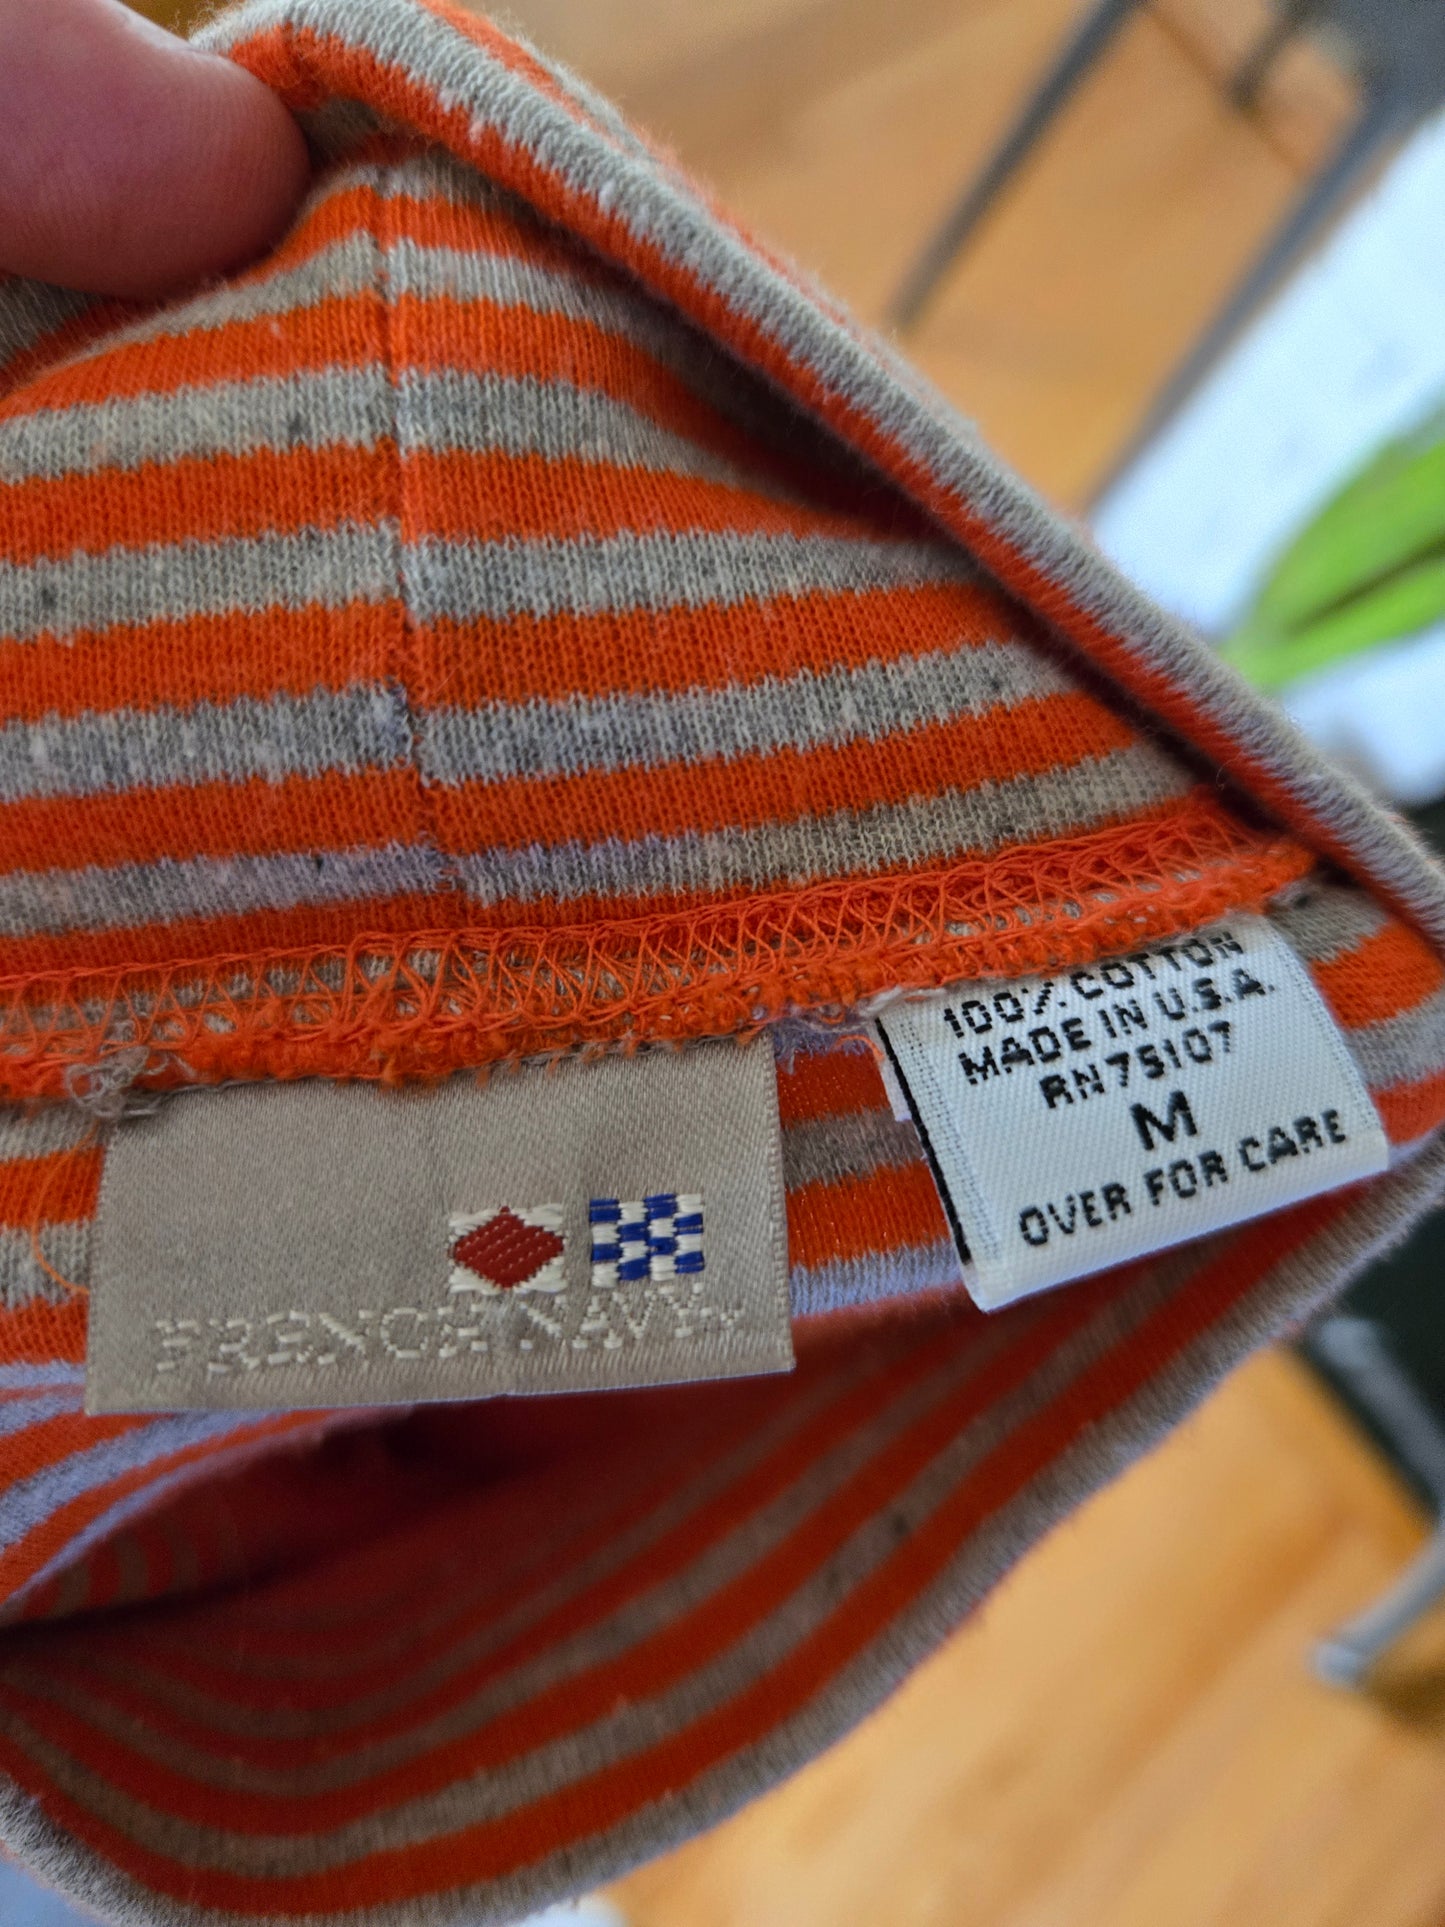 FRENCH NAVY
100% COTTON
MADE IN U.S.A.
RN75107
M
OVER FOR CARE